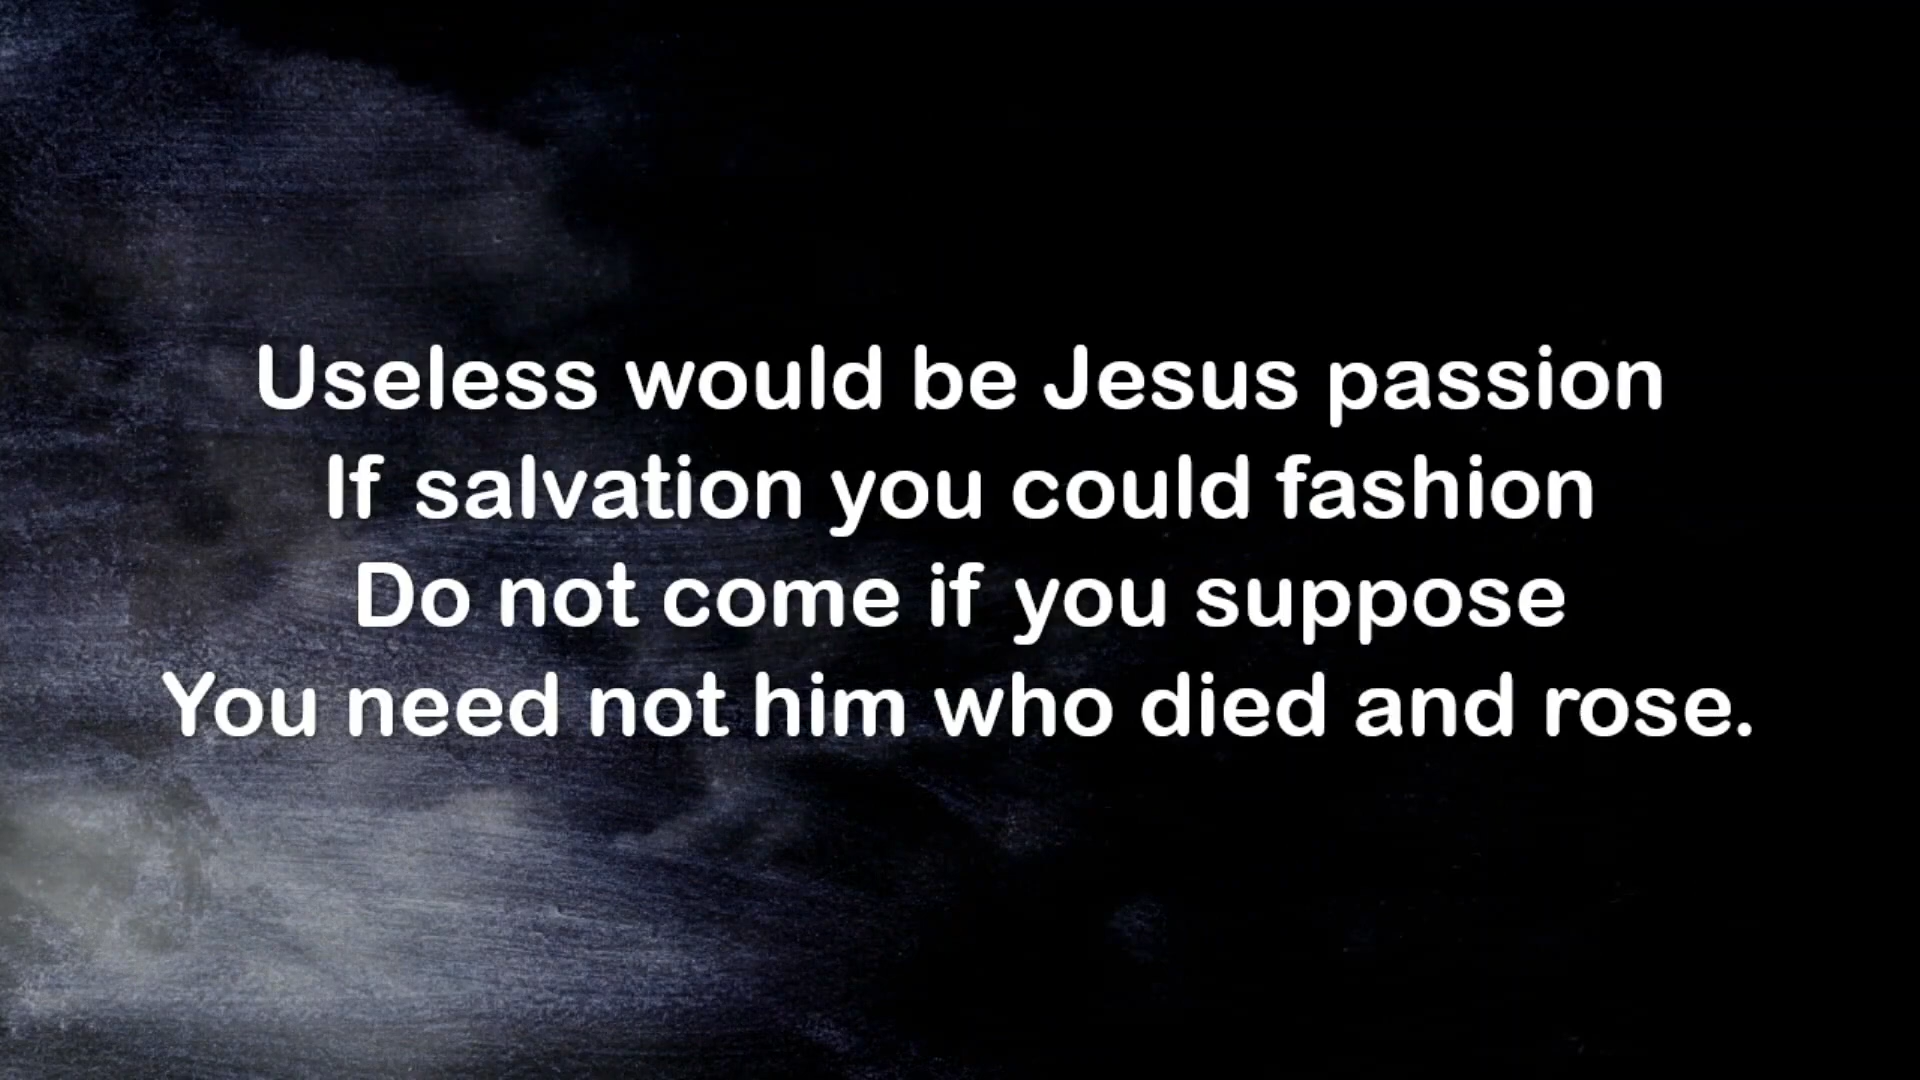 Useless would be Jesus passion
If salvation you could fashion
Do not come if you suppose
You need not him who died and rose.